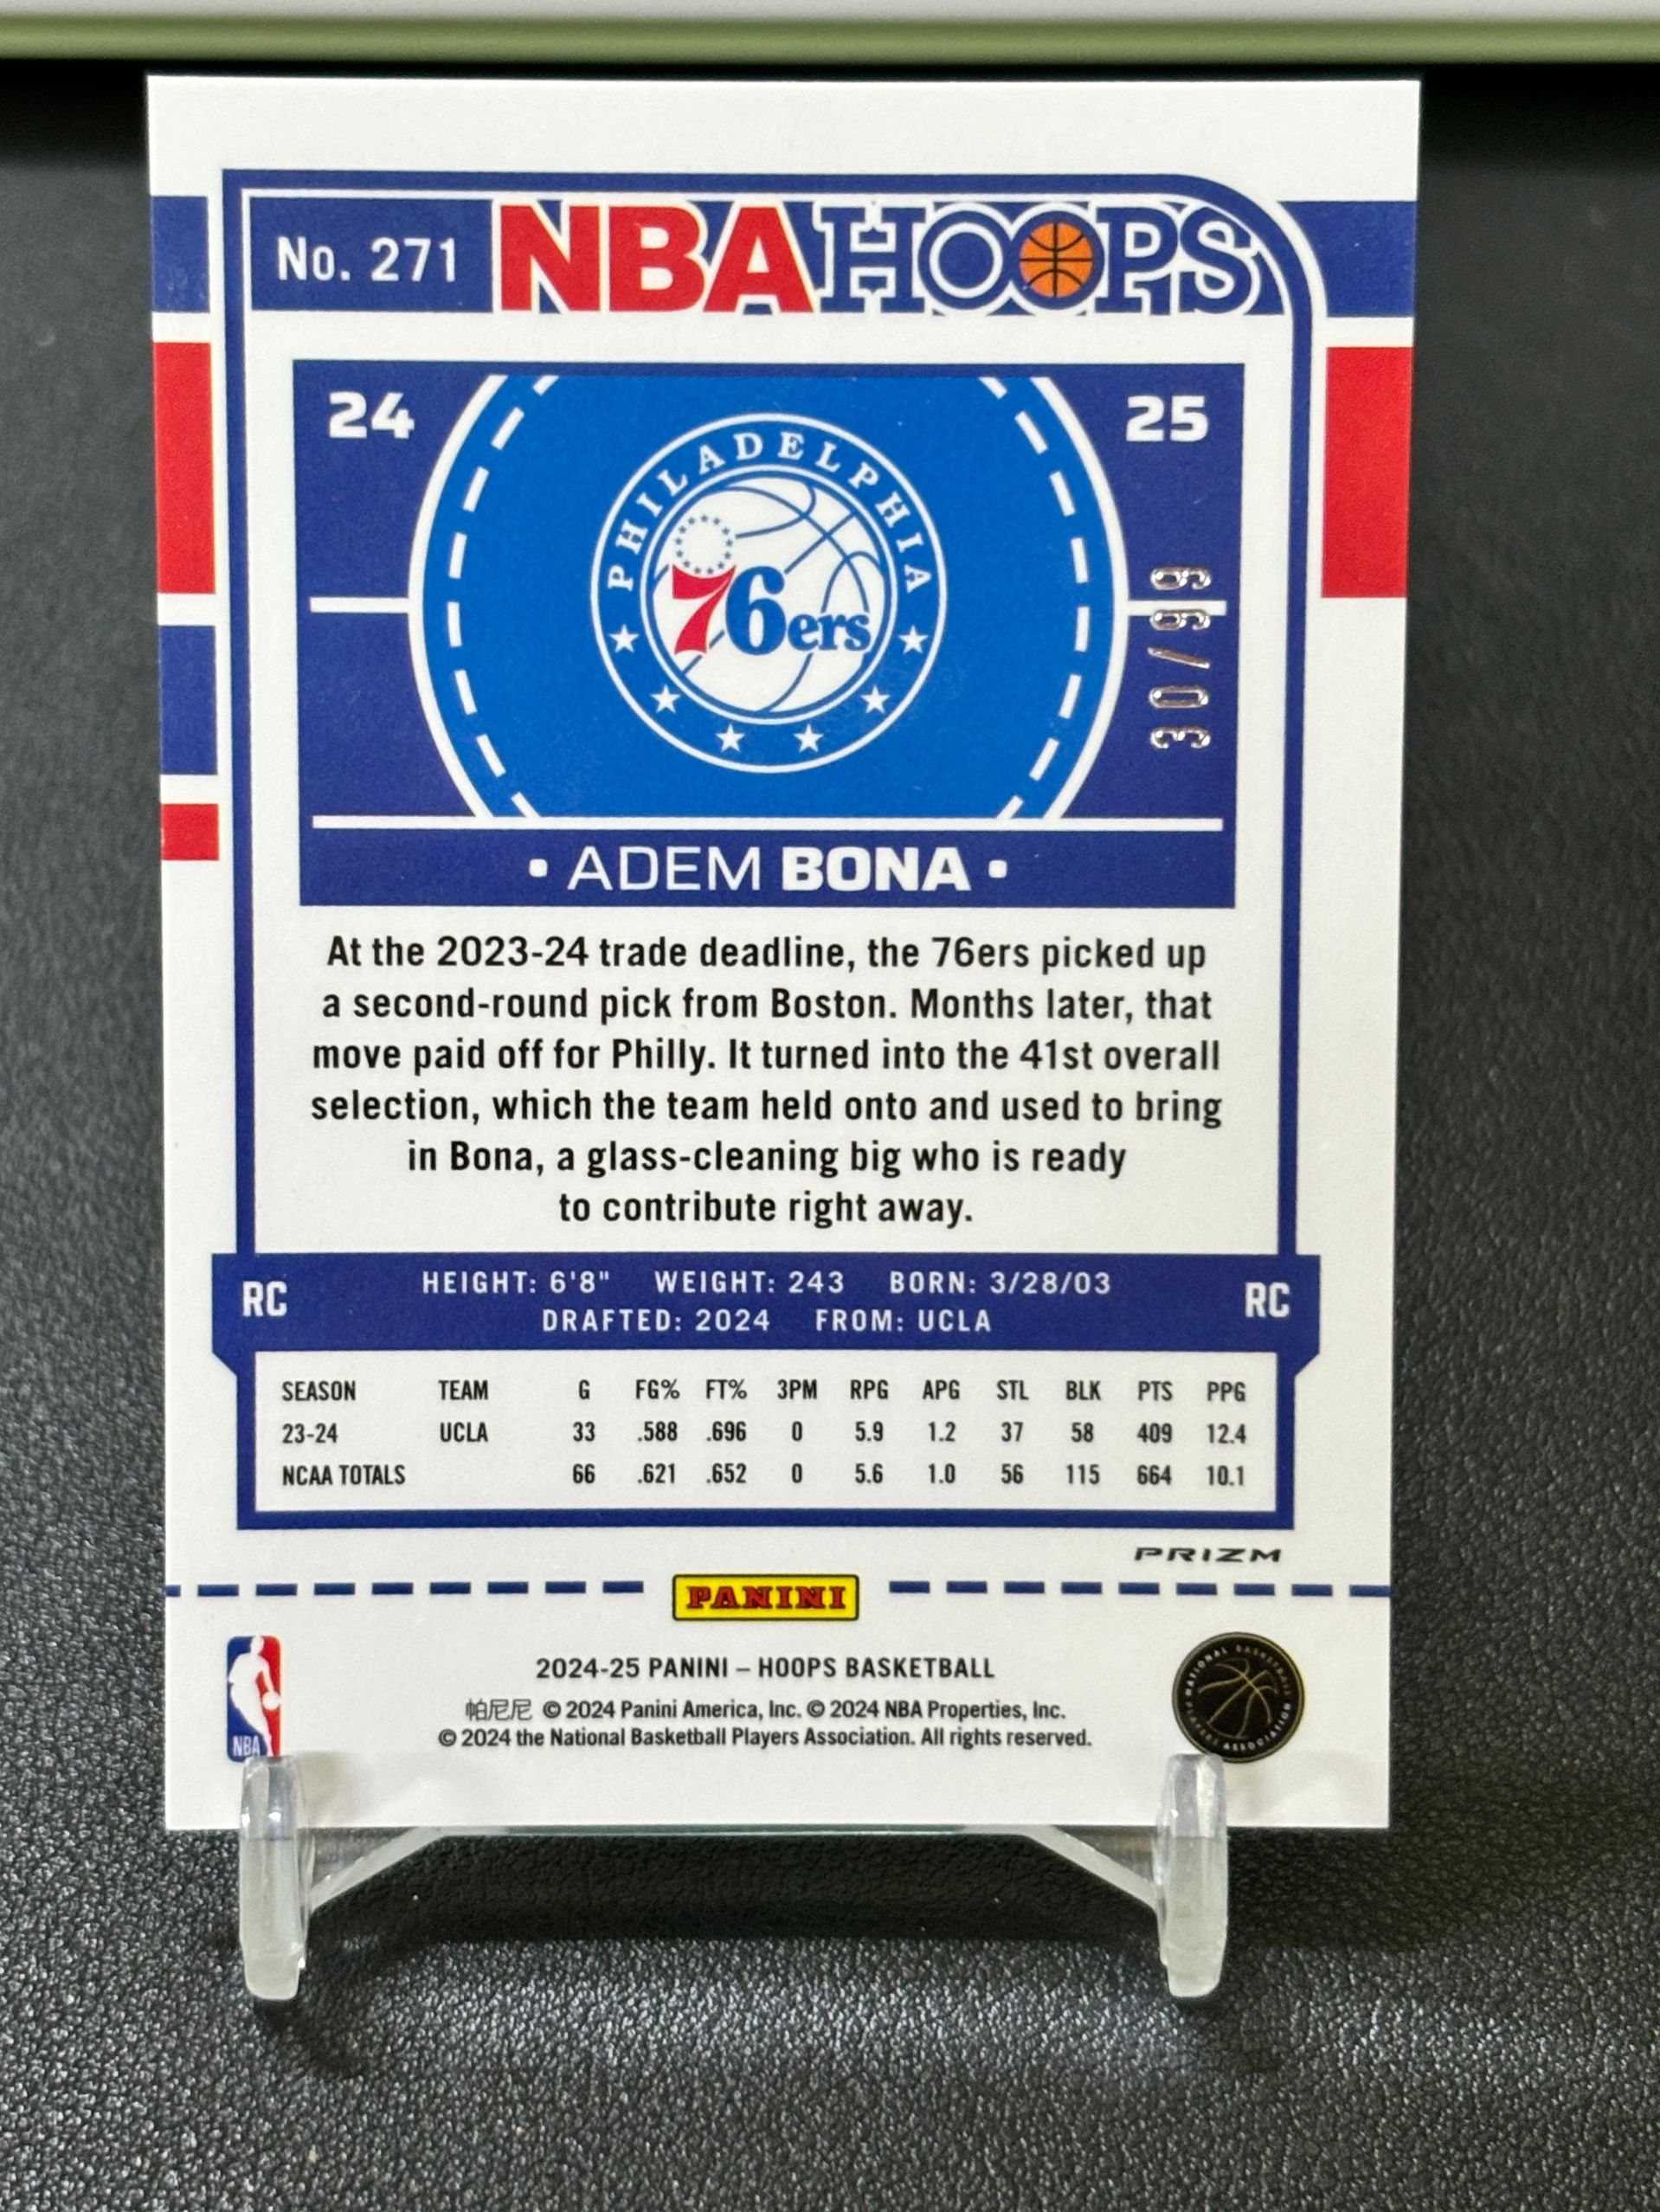 No. 271 NBA HOOPS
24 25
PHILADELPHIA
76ers
30/99
• ADEM BONA •
At the 2023-24 trade deadline, the 76ers picked up
a second-round pick from Boston. Months later, that
move paid off for Philly. It turned into the 41st overall
selection, which the team held onto and used to bring
in Bona, a glass-cleaning big who is ready
to contribute right away.
RC HEIGHT: 6'8" WEIGHT: 243 BORN: 3/28/03 RC
DRAFTED: 2024 FROM: UCLA
SEASON TEAM G FG% FT% 3PM RPG APG STL BLK PTS PPG
23-24 UCLA 33 .588 .696 0 5.9 1.2 37 58 409 12.4
NCAA TOTALS 66 .621 .652 0 5.6 1.0 56 115 664 10.1
PRIZM
PANINI
2024-25 PANINI – HOOPS BASKETBALL
帕尼尼 © 2024 Panini America, Inc. © 2024 NBA Properties, Inc.
© 2024 the National Basketball Players Association. All rights reserved.
NBA
NATIONAL BASKETBALL
PLAYERS ASSOCIATION